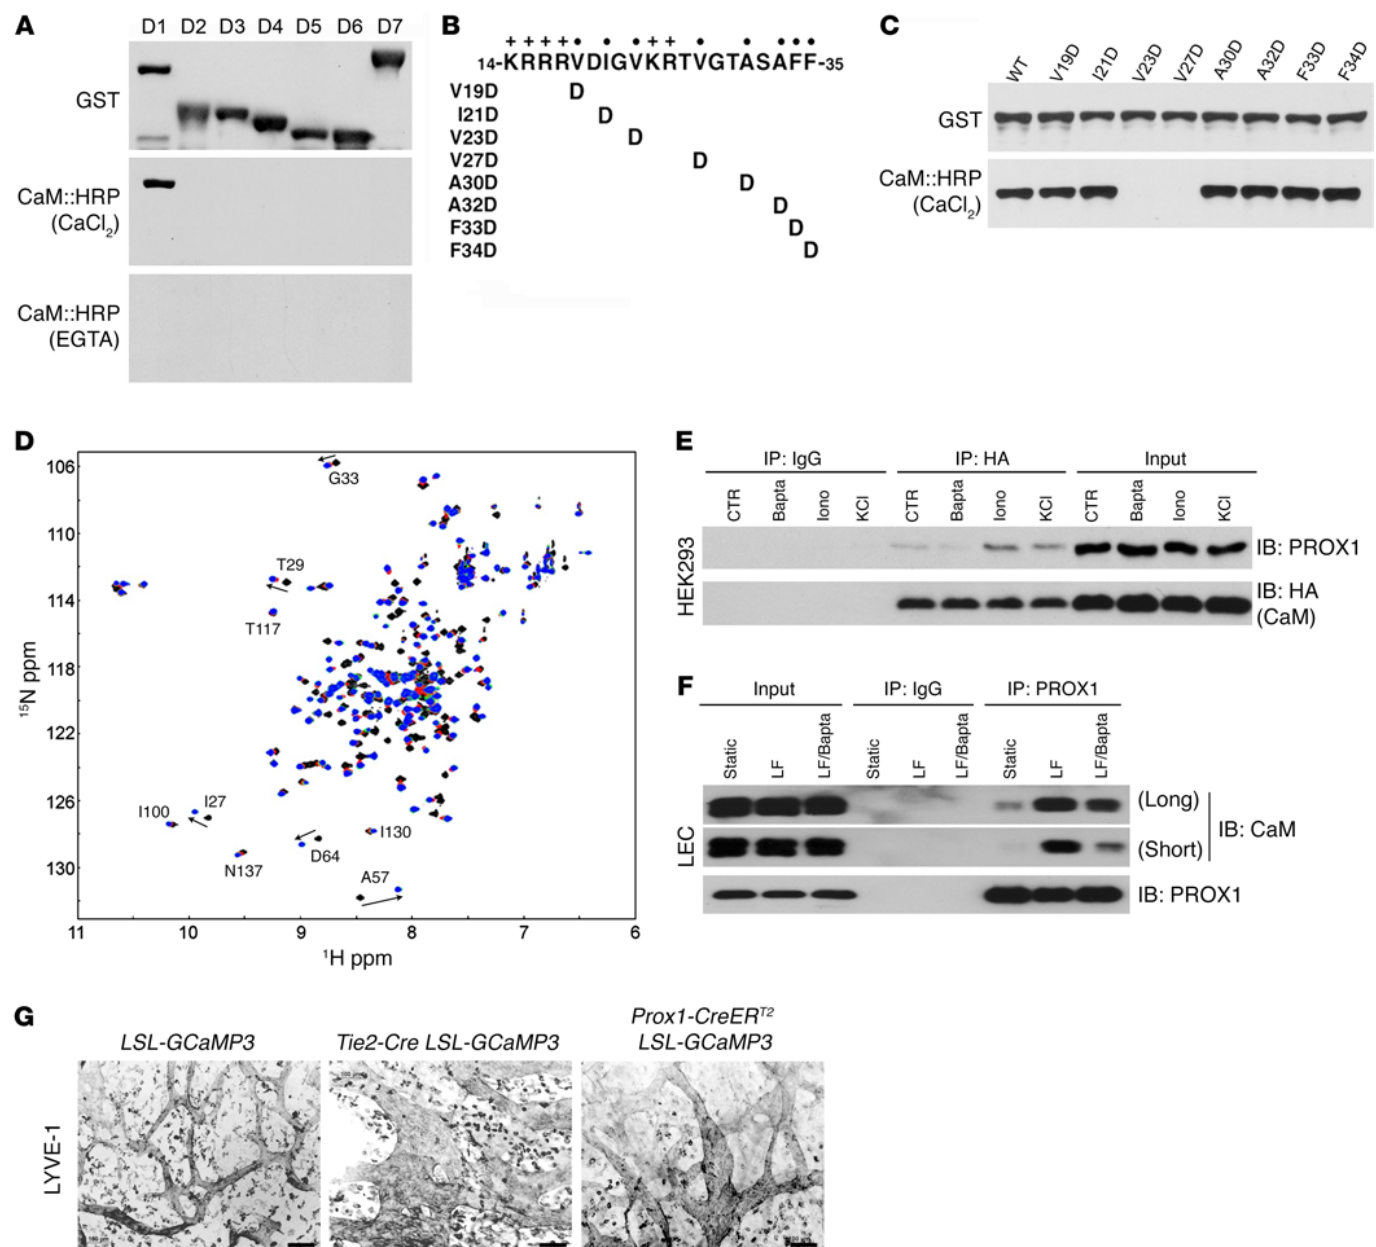 A
D1 D2 D3 D4 D5 D6 D7
GST
CaM::HRP
(CaCl2)
CaM::HRP
(EGTA)
B
+ + + + • • • + + • • • • •
14-KRRRVDIGVKRTVGTASAFF-35
V19D D
I21D D
V23D D
V27D D
A30D D
A32D D
F33D D
F34D D
C
WT V19D I21D V23D V27D A30D A32D F33D F34D
GST
CaM::HRP
(CaCl2)
D
106
110
114
118
122
126
130
15N ppm
G33
T29
T117
I100
I27
I130
D64
N137
A57
11 10 9 8 7 6
1H ppm
E
IP: IgG IP: HA Input
CTR Bapta Iono KCl CTR Bapta Iono KCl CTR Bapta Iono KCl
HEK293
IB: PROX1
IB: HA
(CaM)
F
Input IP: IgG IP: PROX1
Static LF LF/Bapta Static LF LF/Bapta Static LF LF/Bapta
LEC
(Long)
IB: CaM
(Short)
IB: PROX1
G
LSL-GCaMP3
Tie2-Cre LSL-GCaMP3
Prox1-CreERT2
LSL-GCaMP3
LYVE-1